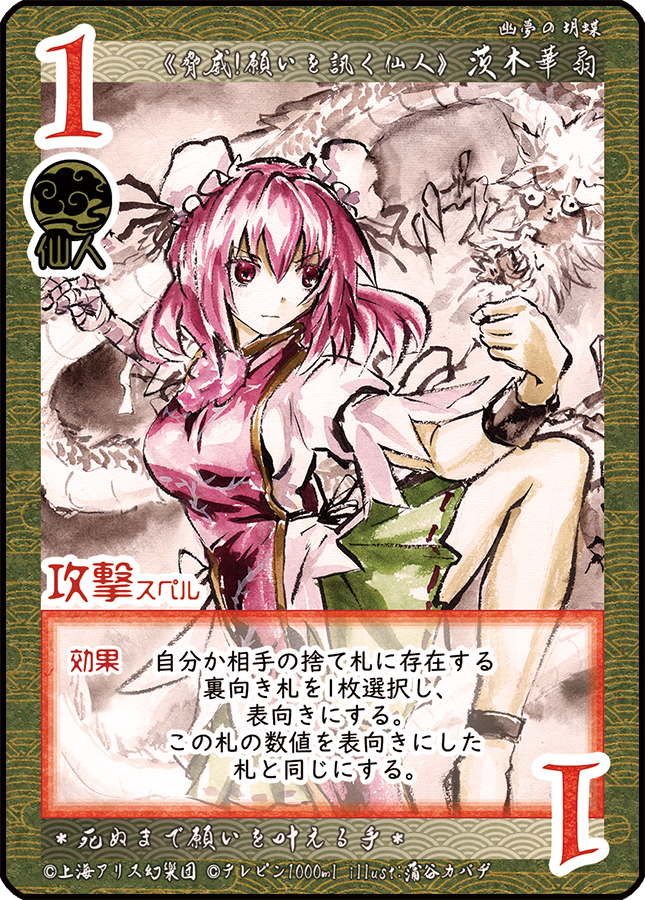 幽夢の胡蝶
1
《脅威!願いを訊く仙人》 茨木華扇
仙人
攻撃スペル
効果 自分か相手の捨て札に存在する
裏向き札を1枚選択し、
表向きにする。
この札の数値を表向きにした
札と同じにする。
1
*死ぬまで願いを叶える手*
©上海アリス幻樂団 ©テレピン1000ml illust:蒲谷カバヂ